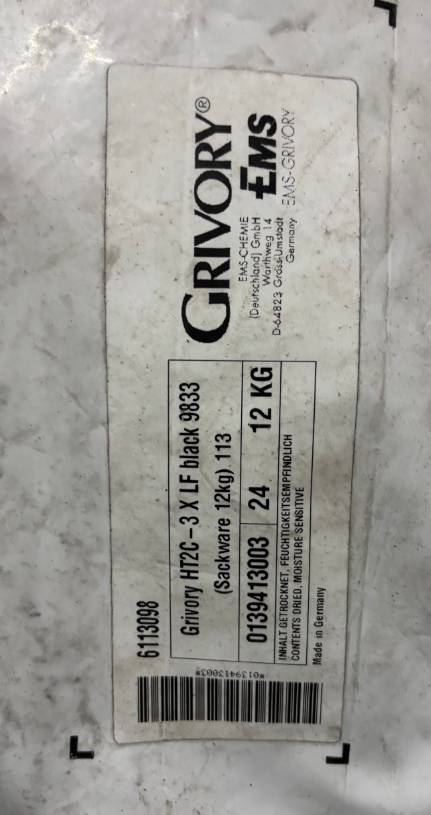 GRIVORY®
EMS-CHEMIE
(Deutschland) GmbH
Warthweg 14
D-64823 Gross-Umstadt
Germany
EMS
EMS-GRIVORY
6113098
Grivory HT2C-3 X LF black 9833
(Sackware 12kg) 113
0139413003 24 12 KG
INHALT GETROCKNET, FEUCHTIGKEITSEMPFINDLICH
CONTENTS DRIED, MOISTURE SENSITIVE
Made in Germany
*0139413003*